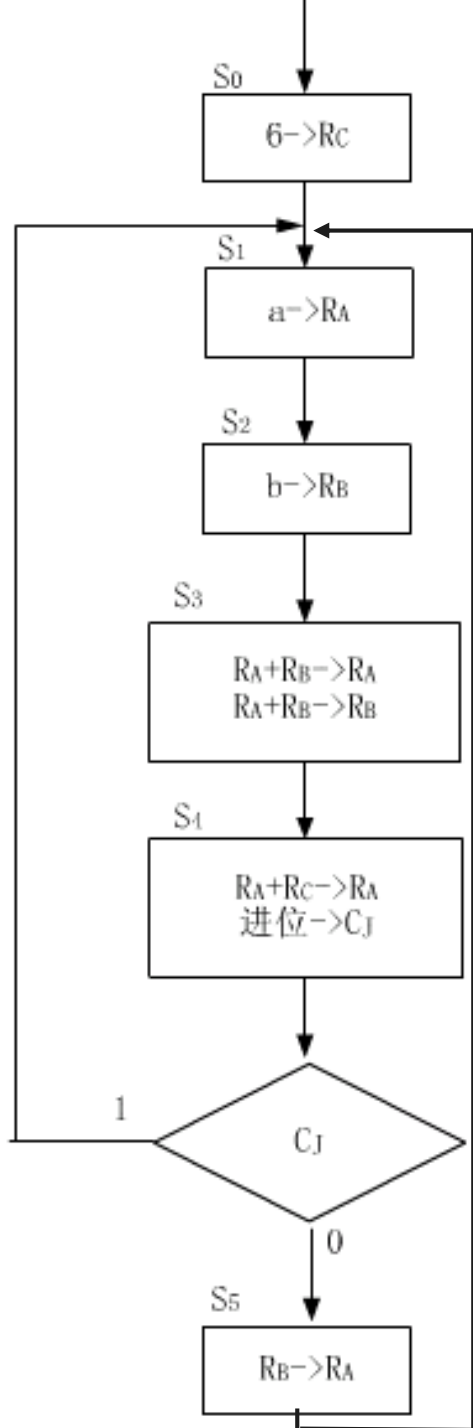 S0
6->RC
S1
a->RA
S2
b->RB
S3
RA+RB->RA
RA+RB->RB
S4
RA+RC->RA
进位->CJ
1
CJ
0
S5
RB->RA